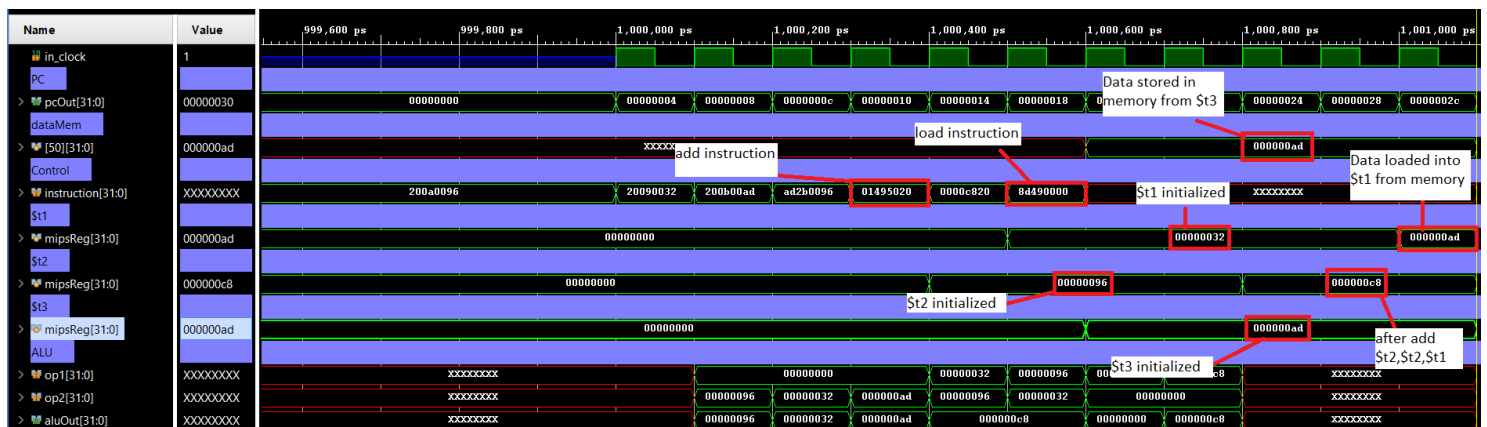 Name Value 999,600 ps 999,800 ps 1,000,000 ps 1,000,200 ps 1,000,400 ps 1,000,600 ps 1,000,800 ps 1,001,000 ps
in_clock 1
PC
Data stored in
memory from $t3
pcOut[31:0] 00000030 00000000 00000004 00000008 0000000c 00000010 00000014 00000018 00000024 00000028 0000002c
dataMem
load instruction
[50][31:0] 000000ad XXXXX 000000ad
add instruction
Data loaded into
$t1 from memory
Control
instruction[31:0] XXXXXXXX 200a0096 20090032 200b00ad ad2b0096 01495020 0000c820 8d490000 XXXXXXXX
$t1 initialized
$t1
mipsReg[31:0] 000000ad 00000000 00000032 000000ad
$t2
mipsReg[31:0] 000000c8 00000000 00000096 000000c8
$t2 initialized
$t3
mipsReg[31:0] 000000ad 00000000 000000ad
after add
$t2,$t2,$t1
ALU
$t3 initialized
op1[31:0] XXXXXXXX XXXXXXXX 00000000 00000032 00000096 c8 XXXXXXXX
op2[31:0] XXXXXXXX XXXXXXXX 00000096 00000032 000000ad 00000096 00000032 00000000 XXXXXXXX
aluOut[31:0] XXXXXXXX XXXXXXXX 00000096 00000032 000000ad 000000c8 00000000 000000c8 XXXXXXXX